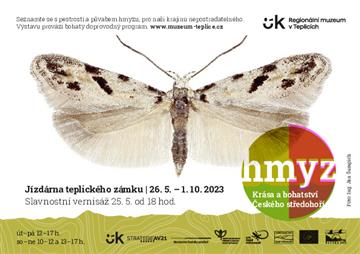 Seznamte se s pestrostí a půvabem hmyzu, pro naši krajinu nepostradatelného.
Výstavu provází bohatý doprovodný program. www.museum-teplice.cz
Regionální muzeum
v Teplicích
hmyz
Krása a bohatství
Českého středohoří
Jízdárna teplického zámku | 26. 5. – 1. 10. 2023
Slavnostní vernisáž 25. 5. od 18 hod.
Foto: Ing. Jan Šumpich
út–pá 12–17 h.
so–ne 10–12 a 13–17 h.
STRATEGIE AV21